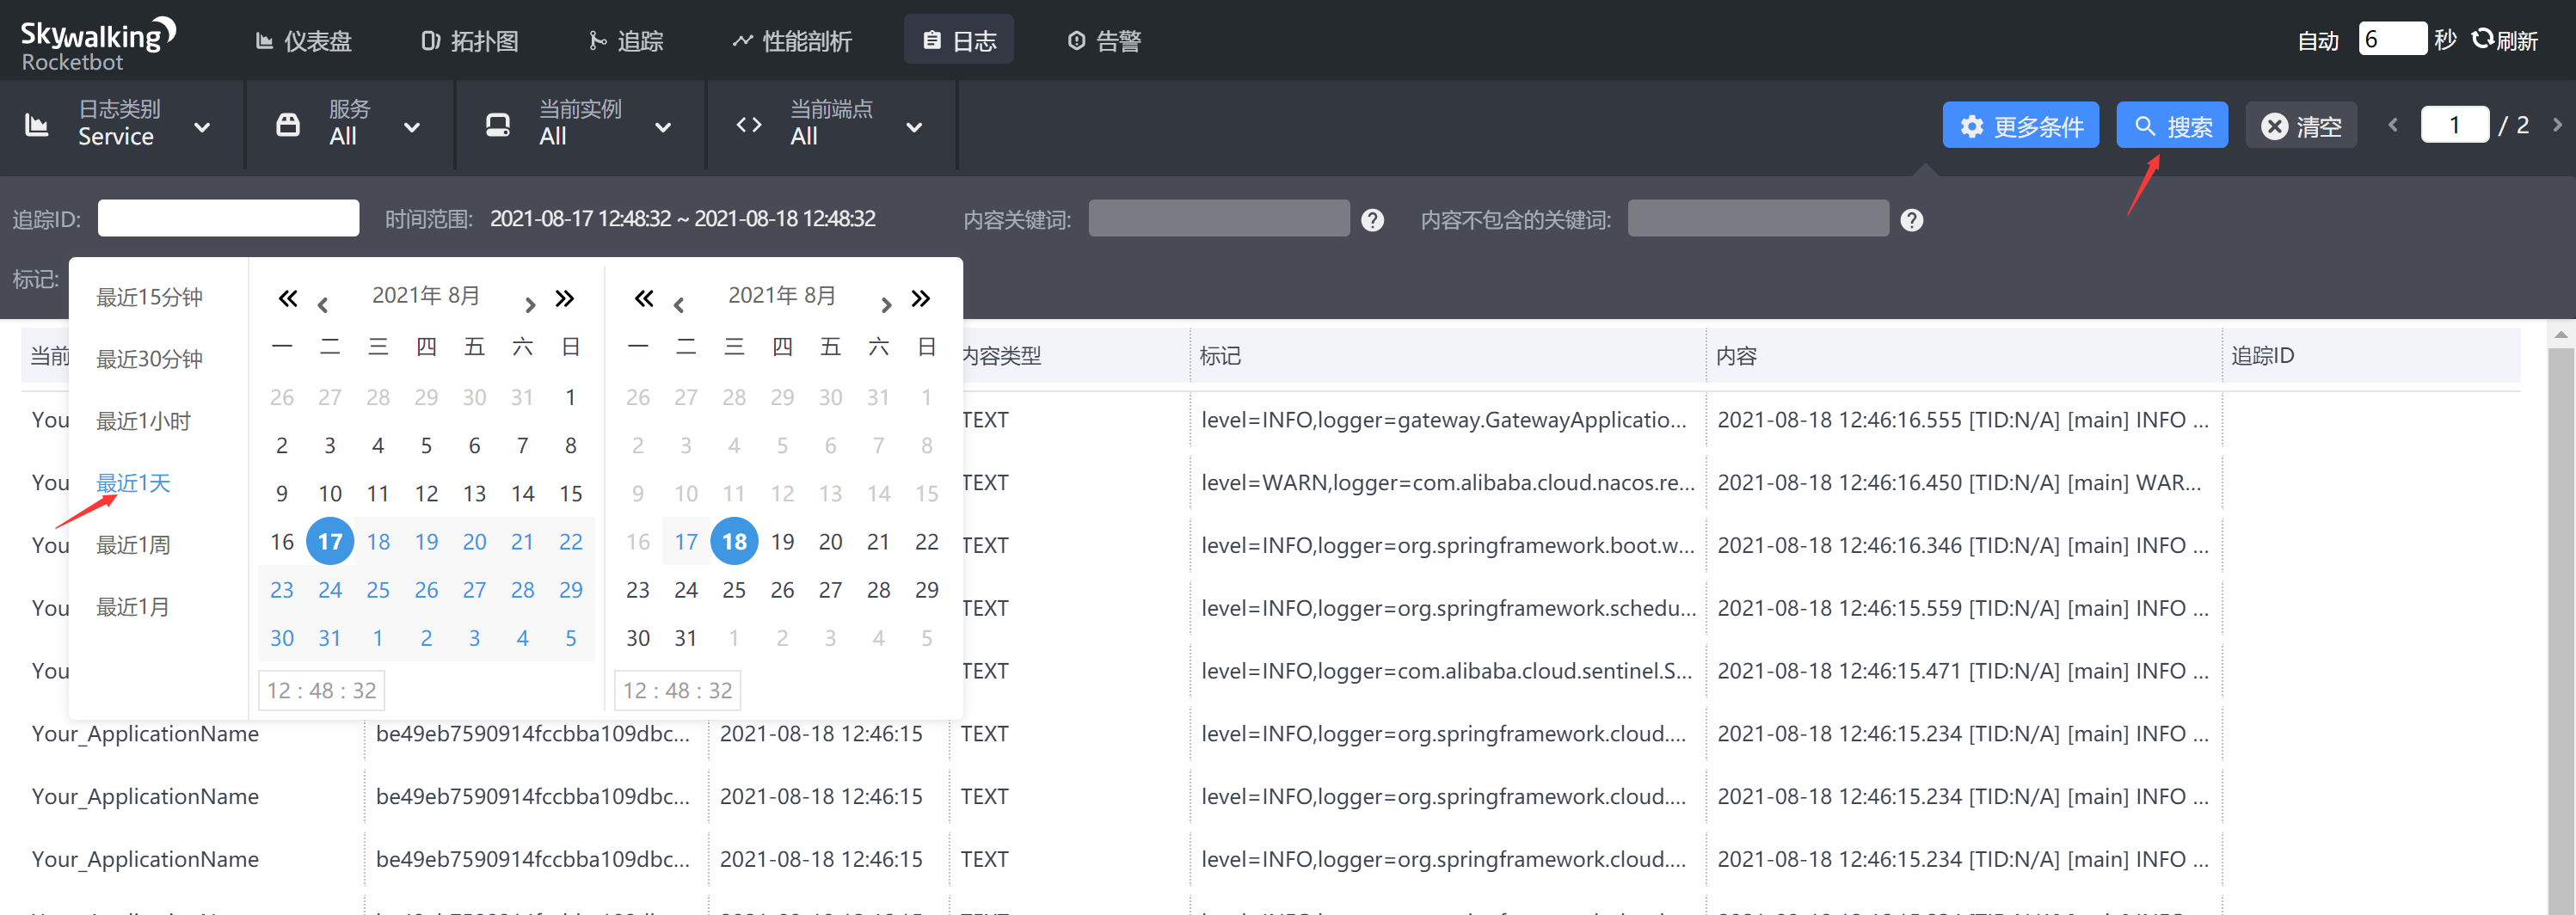 Skywalking
Rocketbot
仪表盘 拓扑图 追踪 性能剖析 日志 告警
自动 6 秒 刷新
日志类别 服务 当前实例 当前端点
Service All All All
更多条件 搜索 清空 1 / 2
追踪ID: 时间范围: 2021-08-17 12:48:32 ~ 2021-08-18 12:48:32 内容关键词: ? 内容不包含的关键词: ?
标记:
最近15分钟
最近30分钟
最近1小时
最近1天
最近1周
最近1月
2021年 8月
一 二 三 四 五 六 日
26 27 28 29 30 31 1
2 3 4 5 6 7 8
9 10 11 12 13 14 15
16 17 18 19 20 21 22
23 24 25 26 27 28 29
30 31 1 2 3 4 5
12 : 48 : 32
2021年 8月
一 二 三 四 五 六 日
26 27 28 29 30 31 1
2 3 4 5 6 7 8
9 10 11 12 13 14 15
16 17 18 19 20 21 22
23 24 25 26 27 28 29
30 31 1 2 3 4 5
12 : 48 : 32
当前 内容类型 标记 内容 追踪ID
You TEXT level=INFO,logger=gateway.GatewayApplicatio... 2021-08-18 12:46:16.555 [TID:N/A] [main] INFO ...
You TEXT level=WARN,logger=com.alibaba.cloud.nacos.re... 2021-08-18 12:46:16.450 [TID:N/A] [main] WAR...
You TEXT level=INFO,logger=org.springframework.boot.w... 2021-08-18 12:46:16.346 [TID:N/A] [main] INFO ...
You TEXT level=INFO,logger=org.springframework.schedu... 2021-08-18 12:46:15.559 [TID:N/A] [main] INFO ...
You TEXT level=INFO,logger=com.alibaba.cloud.sentinel.S... 2021-08-18 12:46:15.471 [TID:N/A] [main] INFO ...
Your_ApplicationName be49eb7590914fccbba109dbc... 2021-08-18 12:46:15 TEXT level=INFO,logger=org.springframework.cloud.... 2021-08-18 12:46:15.234 [TID:N/A] [main] INFO ...
Your_ApplicationName be49eb7590914fccbba109dbc... 2021-08-18 12:46:15 TEXT level=INFO,logger=org.springframework.cloud.... 2021-08-18 12:46:15.234 [TID:N/A] [main] INFO ...
Your_ApplicationName be49eb7590914fccbba109dbc... 2021-08-18 12:46:15 TEXT level=INFO,logger=org.springframework.cloud.... 2021-08-18 12:46:15.234 [TID:N/A] [main] INFO ...